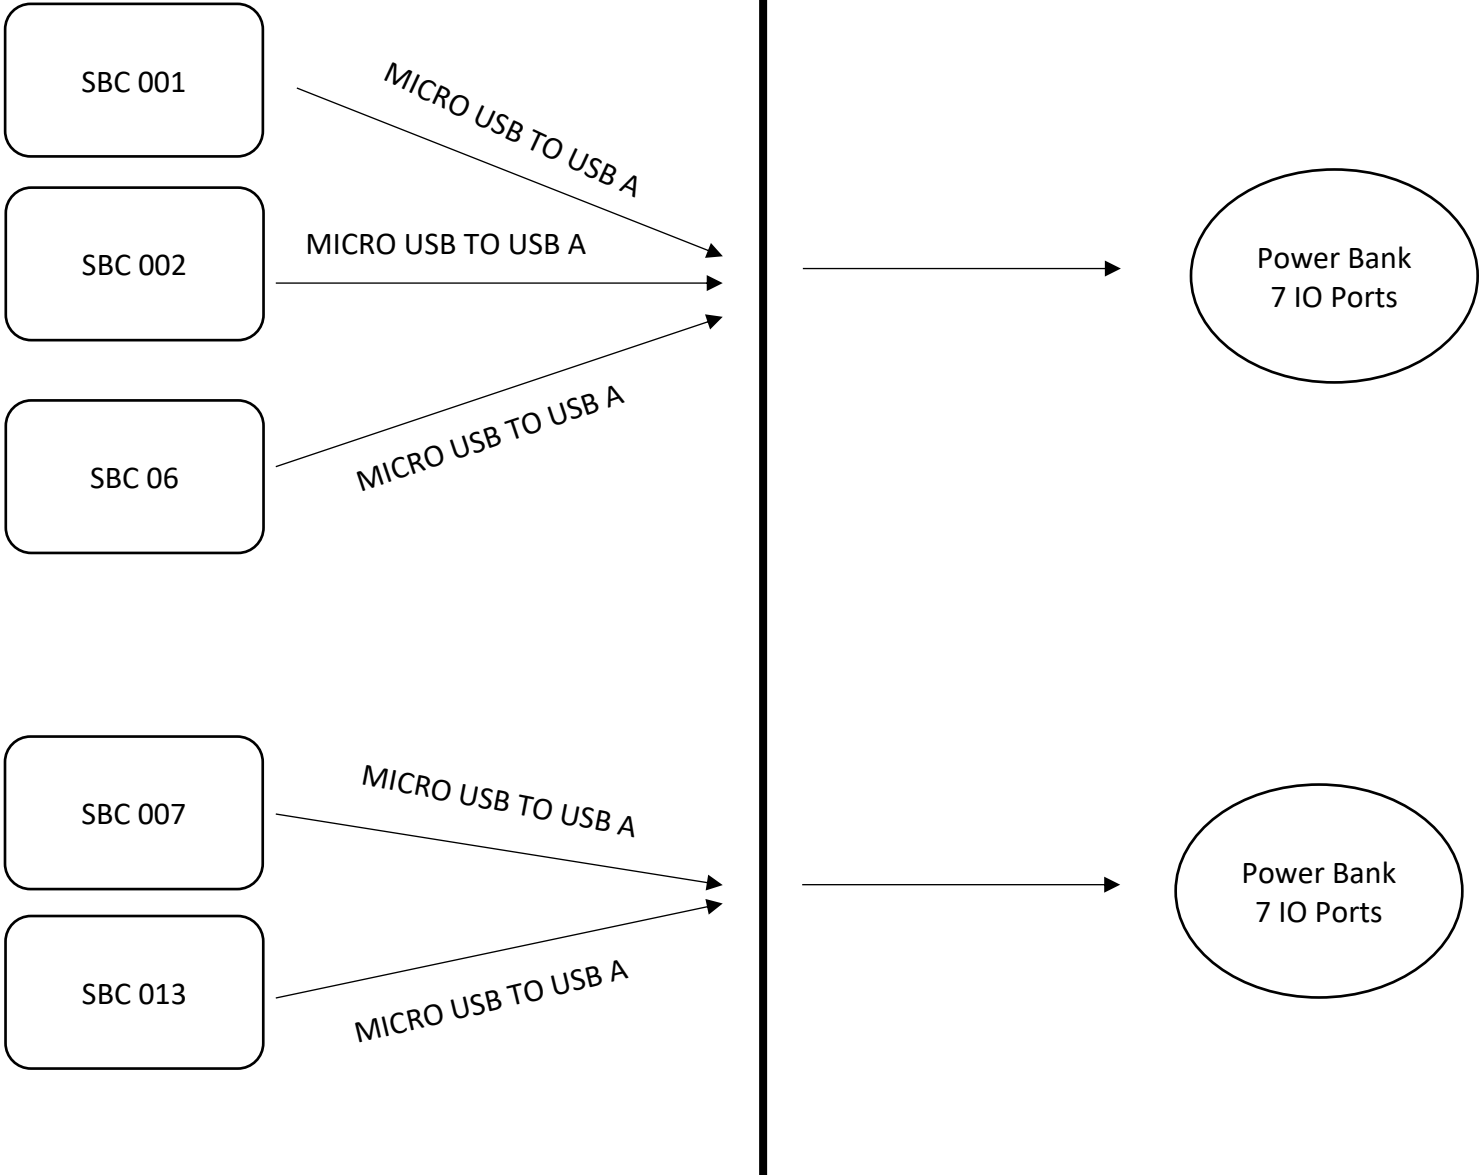 SBC 001
MICRO USB TO USB A
SBC 002
MICRO USB TO USB A
SBC 06
MICRO USB TO USB A
Power Bank
7 IO Ports
SBC 007
MICRO USB TO USB A
SBC 013
MICRO USB TO USB A
Power Bank
7 IO Ports